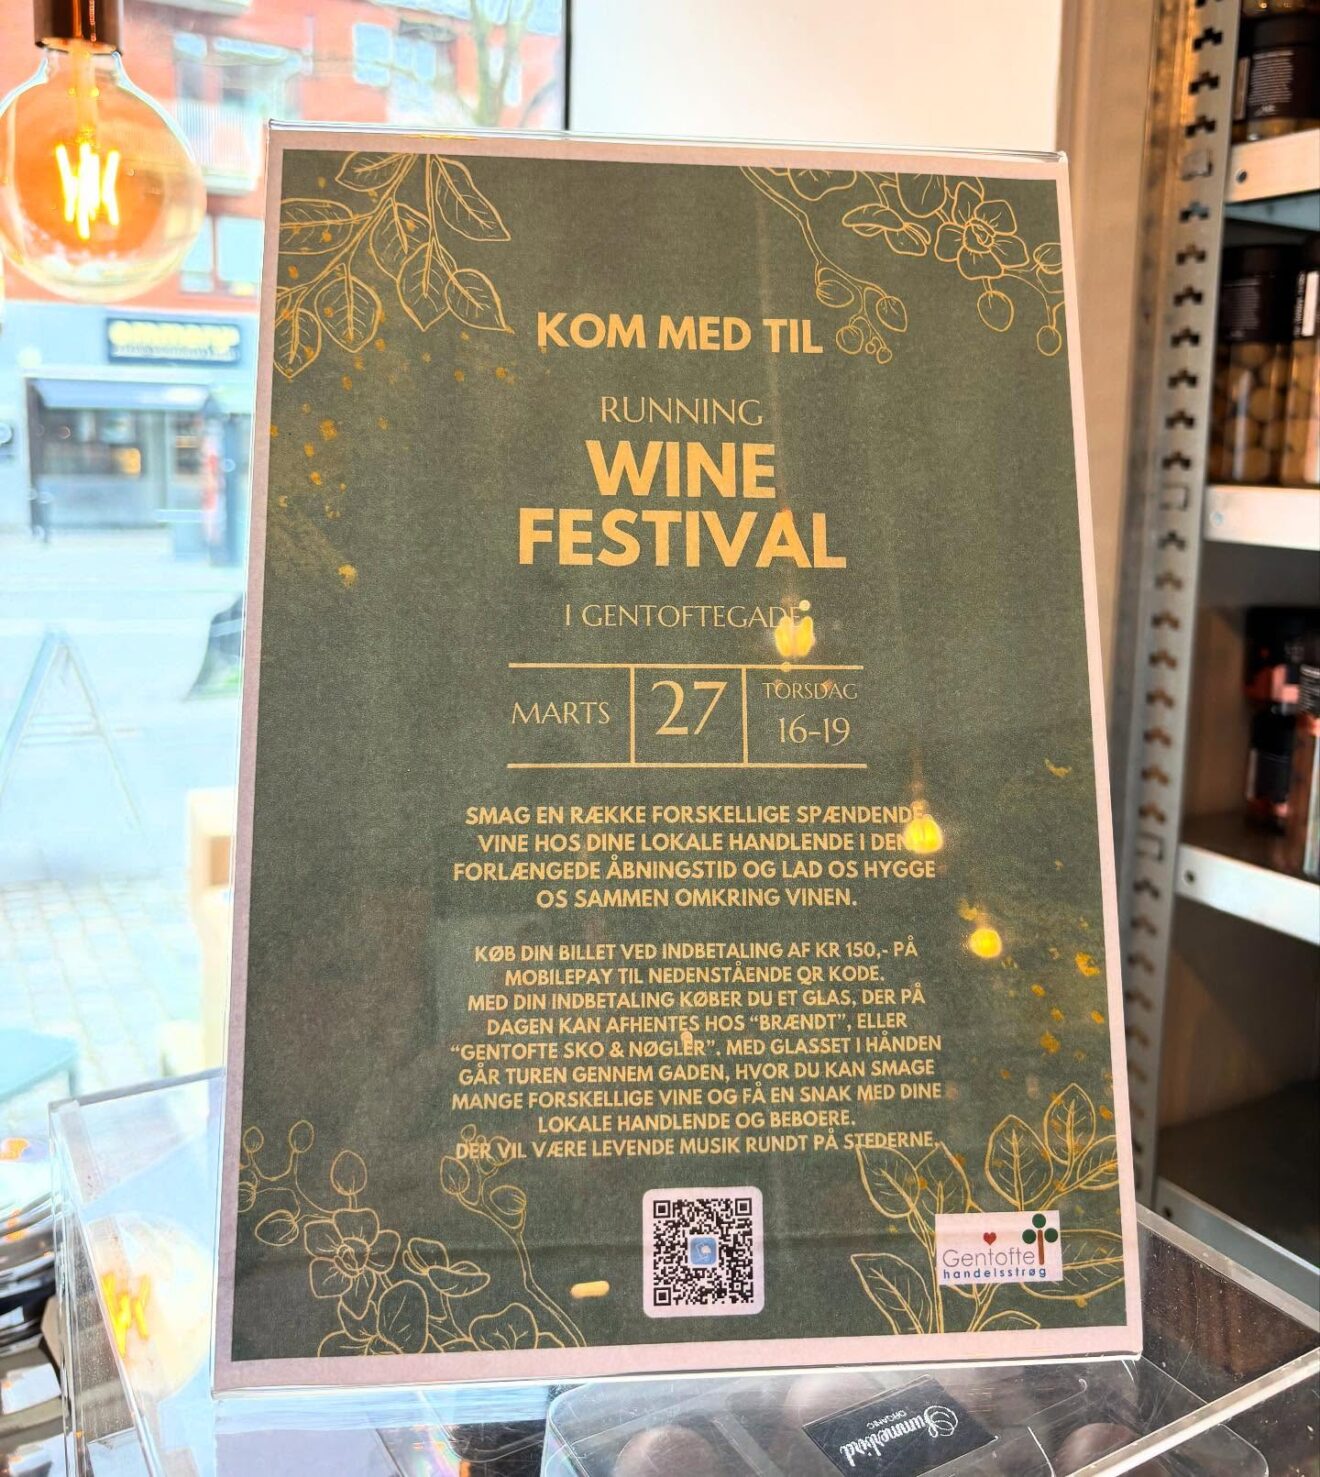 KOM MED TIL
RUNNING
WINE
FESTIVAL
I GENTOFTEGADE
MARTS
27
TORSDAG
16-19
SMAG EN RÆKKE FORSKELLIGE SPÆNDENDE
VINE HOS DINE LOKALE HANDLENDE I DEN
FORLÆNGEDE ÅBNINGSTID OG LAD OS HYGGE
OS SAMMEN OMKRING VINEN.
KØB DIN BILLET VED INDBETALING AF KR 150,- PÅ
MOBILEPAY TIL NEDENSTÅENDE QR KODE.
MED DIN INDBETALING KØBER DU ET GLAS, DER PÅ
DAGEN KAN AFHENTES HOS "BRÆNDT", ELLER
"GENTOFTE SKO & NØGLER". MED GLASSET I HÅNDEN
GÅR TUREN GENNEM GADEN, HVOR DU KAN SMAGE
MANGE FORSKELLIGE VINE OG FÅ EN SNAK MED DINE
LOKALE HANDLENDE OG BEBOERE.
DER VIL VÆRE LEVENDE MUSIK RUNDT PÅ STEDERNE.
Gentofte
handelsstrøg
Summerbird
ORGANIC